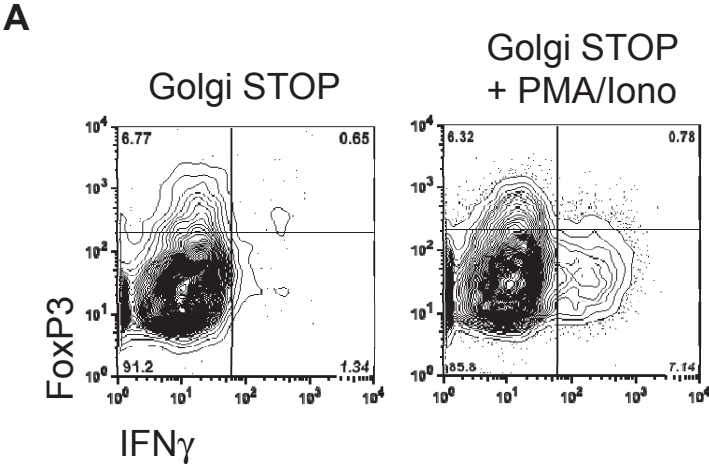 A
Golgi STOP
Golgi STOP
+ PMA/Iono
10⁴
6.77
0.65
10³
10²
10¹
10⁰
91.2
1.34
10⁰ 10¹ 10² 10³ 10⁴
10⁴
6.32
0.78
10³
10²
10¹
10⁰
85.8
7.14
10⁰ 10¹ 10² 10³ 10⁴
FoxP3
IFNγ